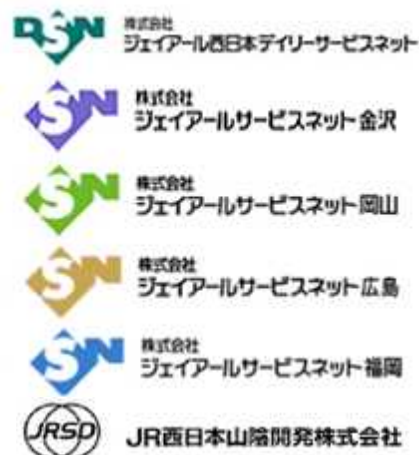 DSN
株式会社
ジェイアール西日本デイリーサービスネット
SN
株式会社
ジェイアールサービスネット金沢
SN
株式会社
ジェイアールサービスネット岡山
SN
株式会社
ジェイアールサービスネット広島
SN
株式会社
ジェイアールサービスネット福岡
JRSD
JR西日本山陰開発株式会社